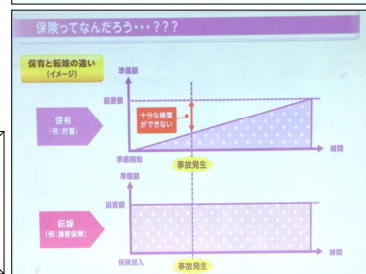 保険ってなんだろう・・・???
保有と転嫁の違い
(イメージ)
準備額
損害額
保有
(例:貯蓄)
十分な補償
ができない
時間
準備開始
事故発生
準備額
損害額
転嫁
(例:損害保険)
時間
保険加入
事故発生